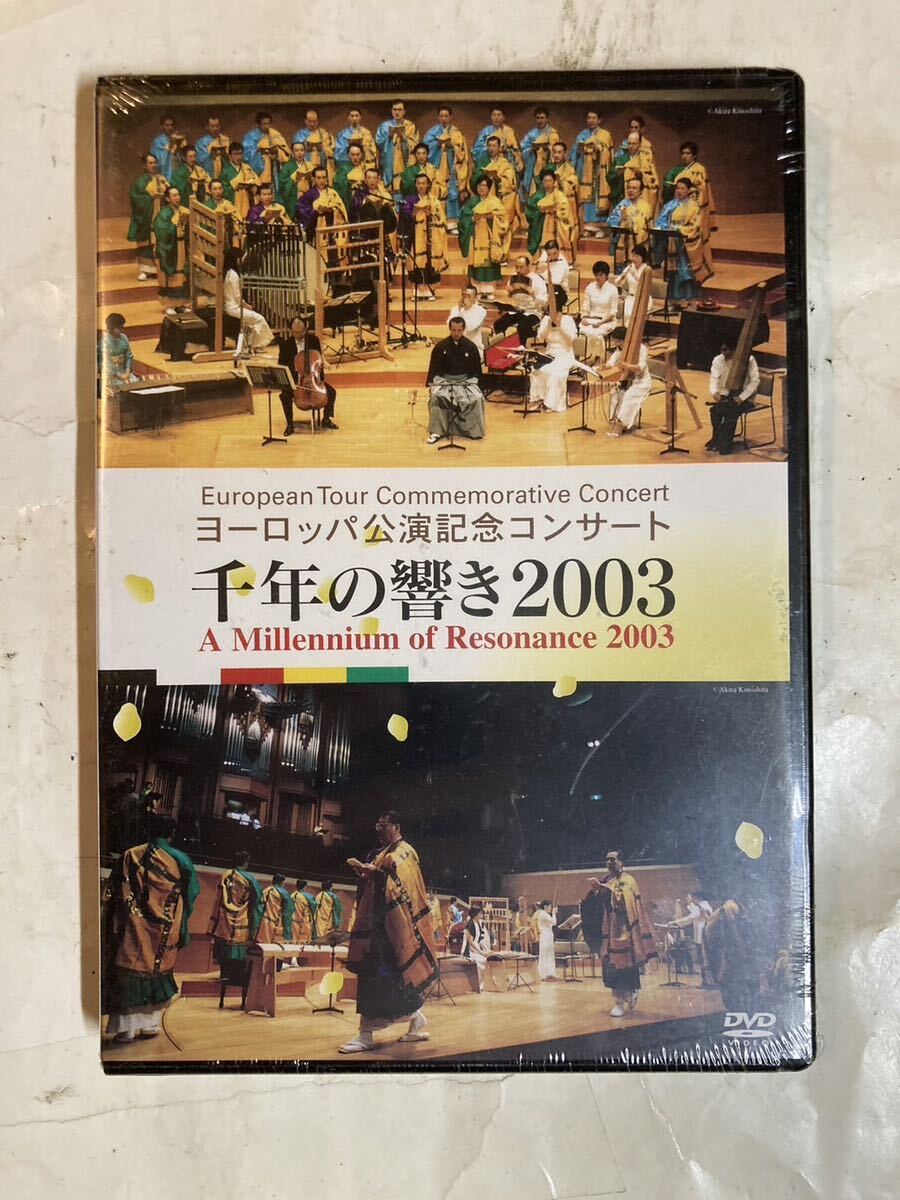 ©Akira Kinoshita
European Tour Commemorative Concert
ヨーロッパ公演記念コンサート
千年の響き2003
A Millennium of Resonance 2003
©Akira Kinoshita
DVD
VIDEO